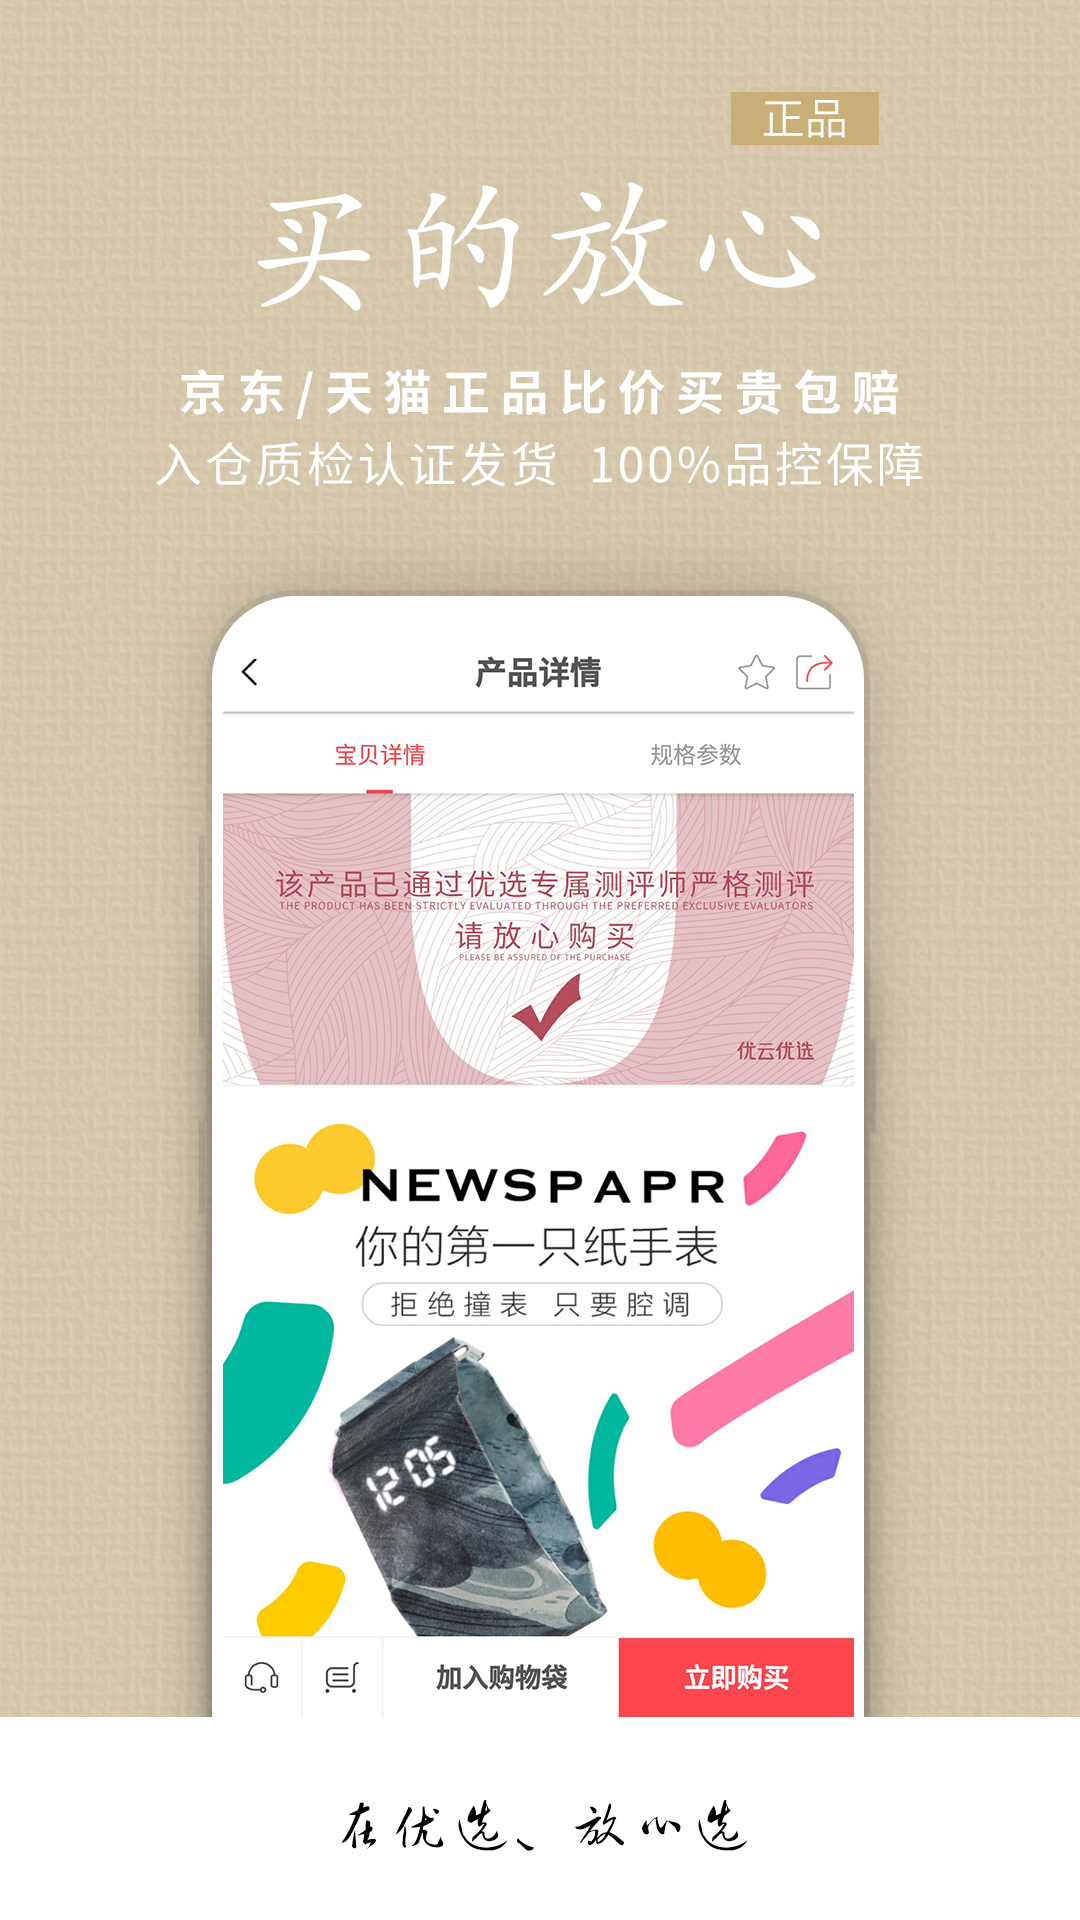 正品
买的放心
京东/天猫正品比价买贵包赔
入仓质检认证发货 100%品控保障
产品详情
宝贝详情 规格参数
该产品已通过优选专属测评师严格测评
THE PRODUCT HAS BEEN STRICTLY EVALUATED THROUGH THE PREFERRED EXCLUSIVE EVALUATORS
请放心购买
PLEASE BE ASSURED OF THE PURCHASE
优云优选
NEWSPAPR
你的第一只纸手表
拒绝撞表 只要腔调
12 05
加入购物袋 立即购买
在优选、放心选